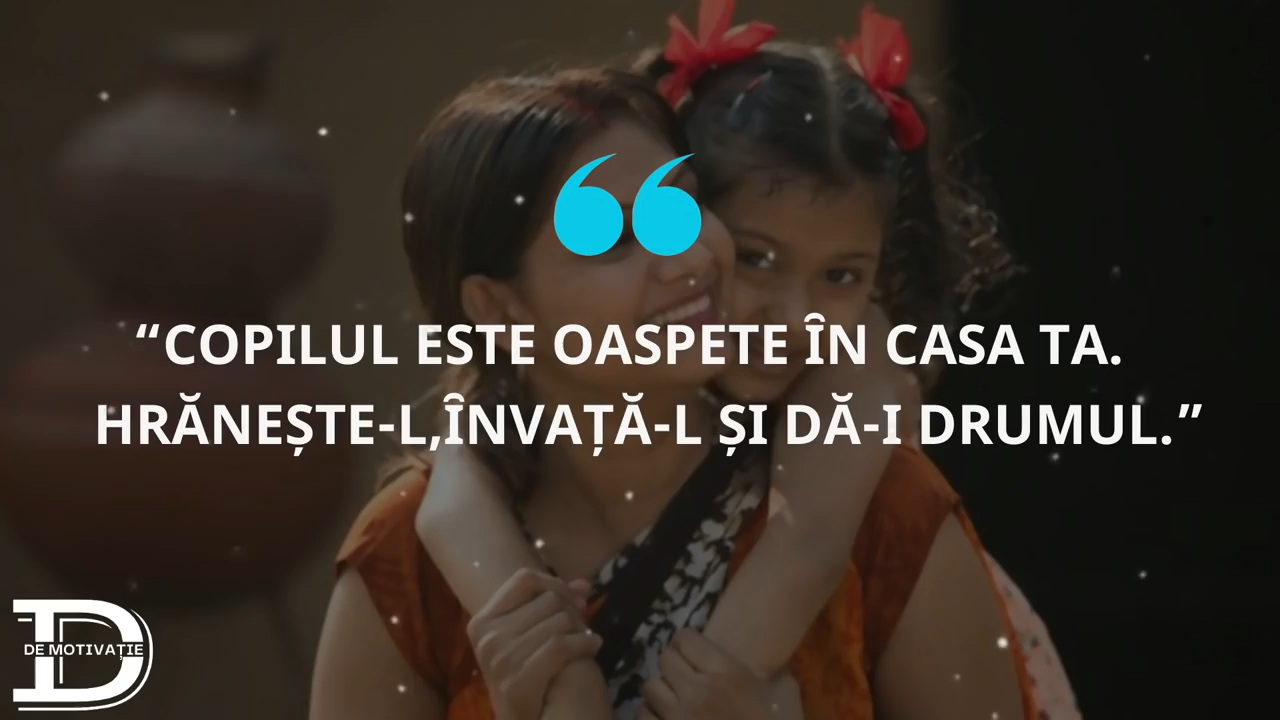 “COPILUL ESTE OASPETE ÎN CASA TA.
HRĂNEȘTE-L,ÎNVAȚĂ-L ȘI DĂ-I DRUMUL.”
DE MOTIVAȚIE